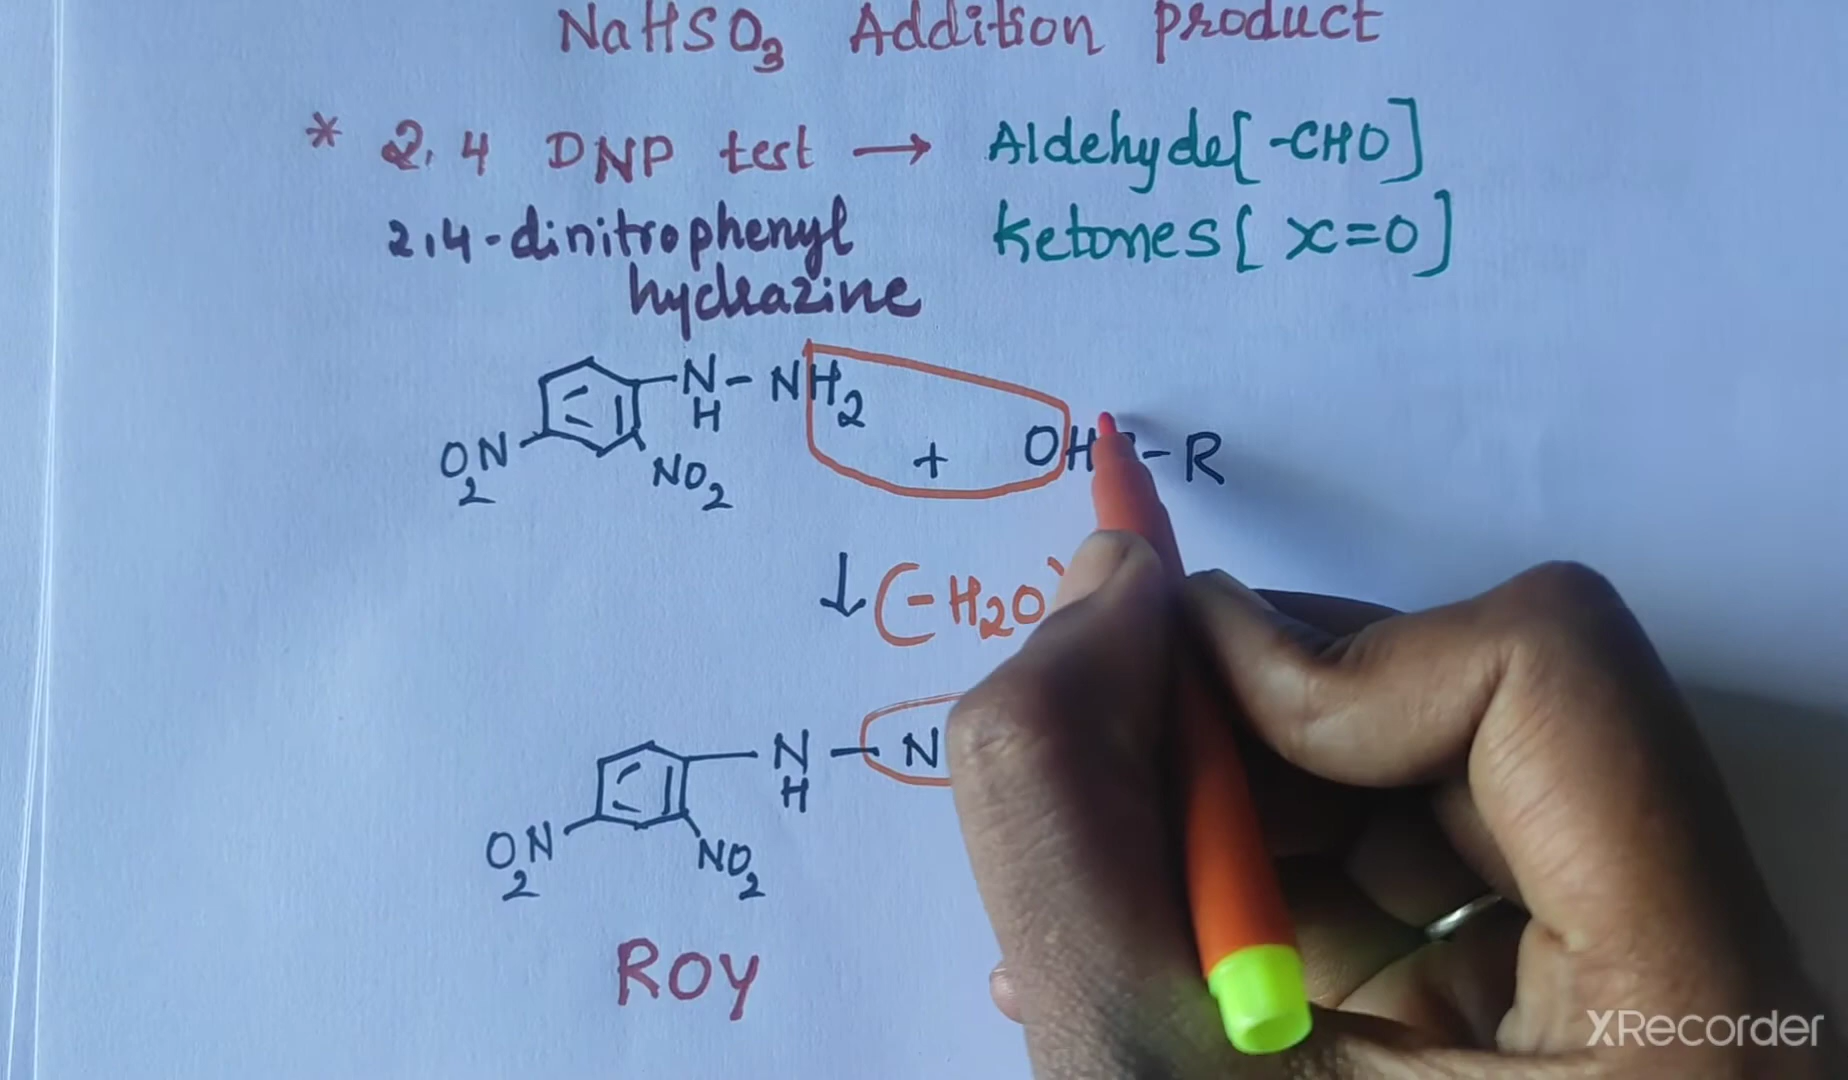 NaHSO3 Addition product
* 2,4 DNP test → Aldehyde[-CHO]
2,4-dinitrophenyl hydrazine
Ketones[x=O]
N-NH2
H
O2N
NO2
+ OH - R
↓ (-H2O)
N - N
H
O2N
NO2
ROY
XRecorder